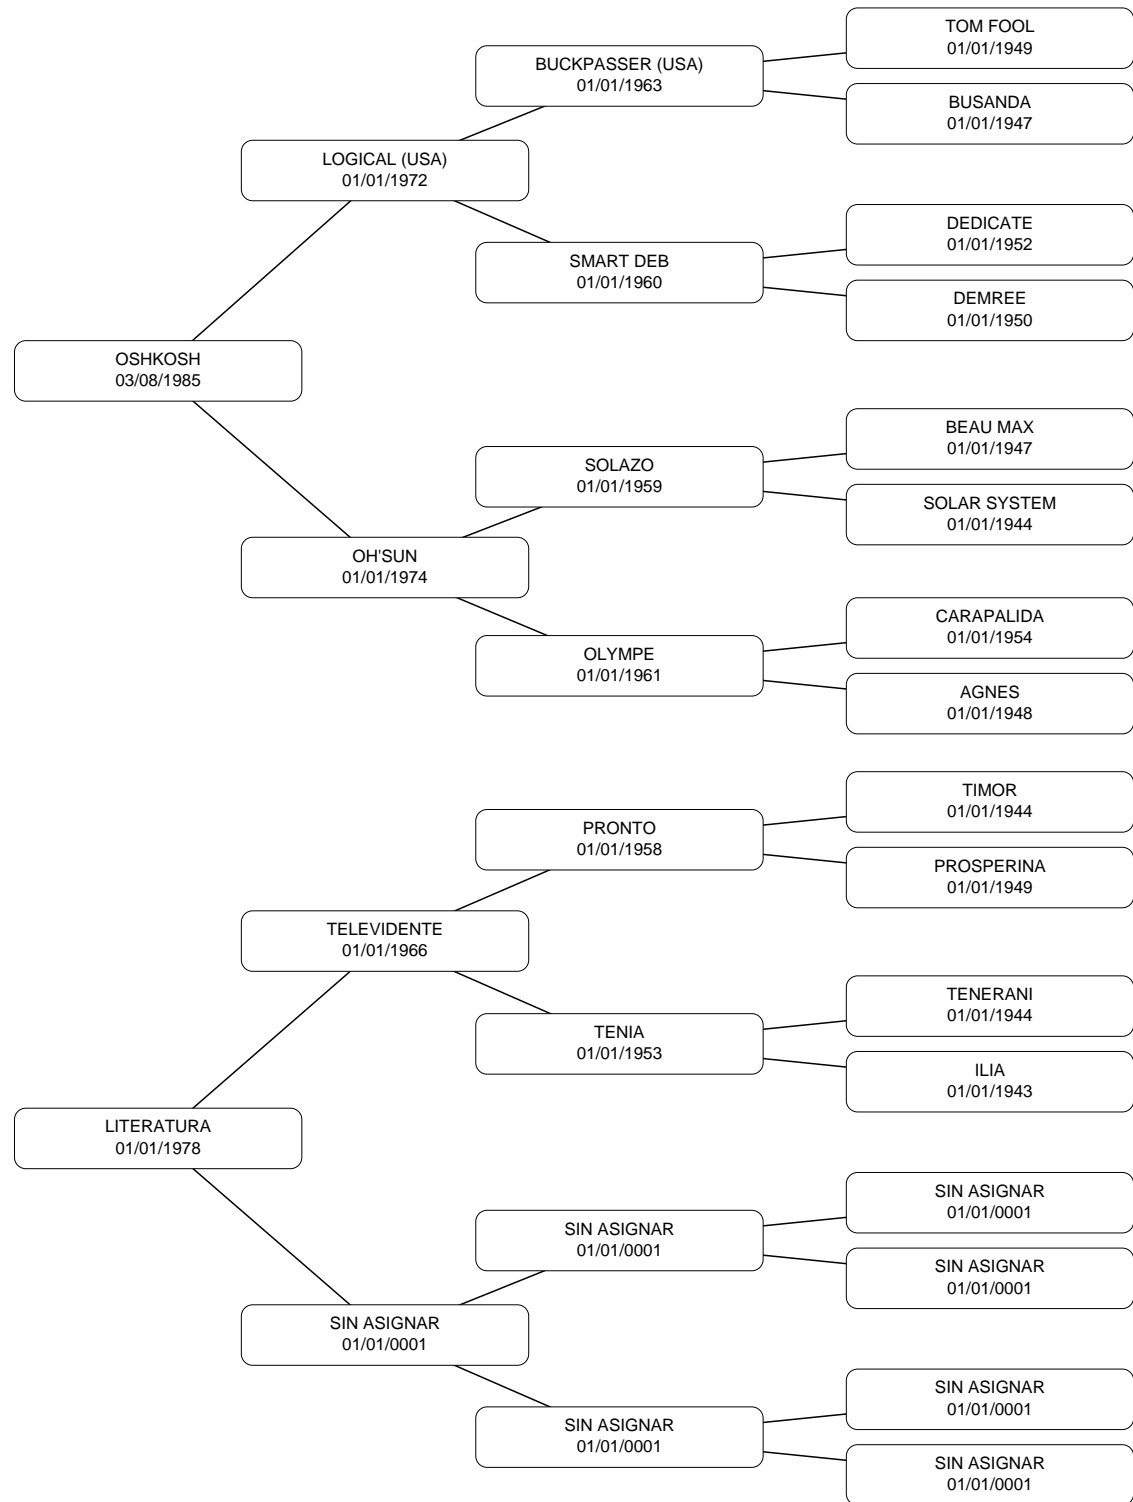 TOM FOOL
01/01/1949
BUCKPASSER (USA)
01/01/1963
BUSANDA
01/01/1947
LOGICAL (USA)
01/01/1972
DEDICATE
01/01/1952
SMART DEB
01/01/1960
DEMREE
01/01/1950
OSHKOSH
03/08/1985
BEAU MAX
01/01/1947
SOLAZO
01/01/1959
SOLAR SYSTEM
01/01/1944
OH'SUN
01/01/1974
CARAPALIDA
01/01/1954
OLYMPE
01/01/1961
AGNES
01/01/1948
TIMOR
01/01/1944
PRONTO
01/01/1958
PROSPERINA
01/01/1949
TELEVIDENTE
01/01/1966
TENERANI
01/01/1944
TENIA
01/01/1953
ILIA
01/01/1943
LITERATURA
01/01/1978
SIN ASIGNAR
01/01/0001
SIN ASIGNAR
01/01/0001
SIN ASIGNAR
01/01/0001
SIN ASIGNAR
01/01/0001
SIN ASIGNAR
01/01/0001
SIN ASIGNAR
01/01/0001
SIN ASIGNAR
01/01/0001